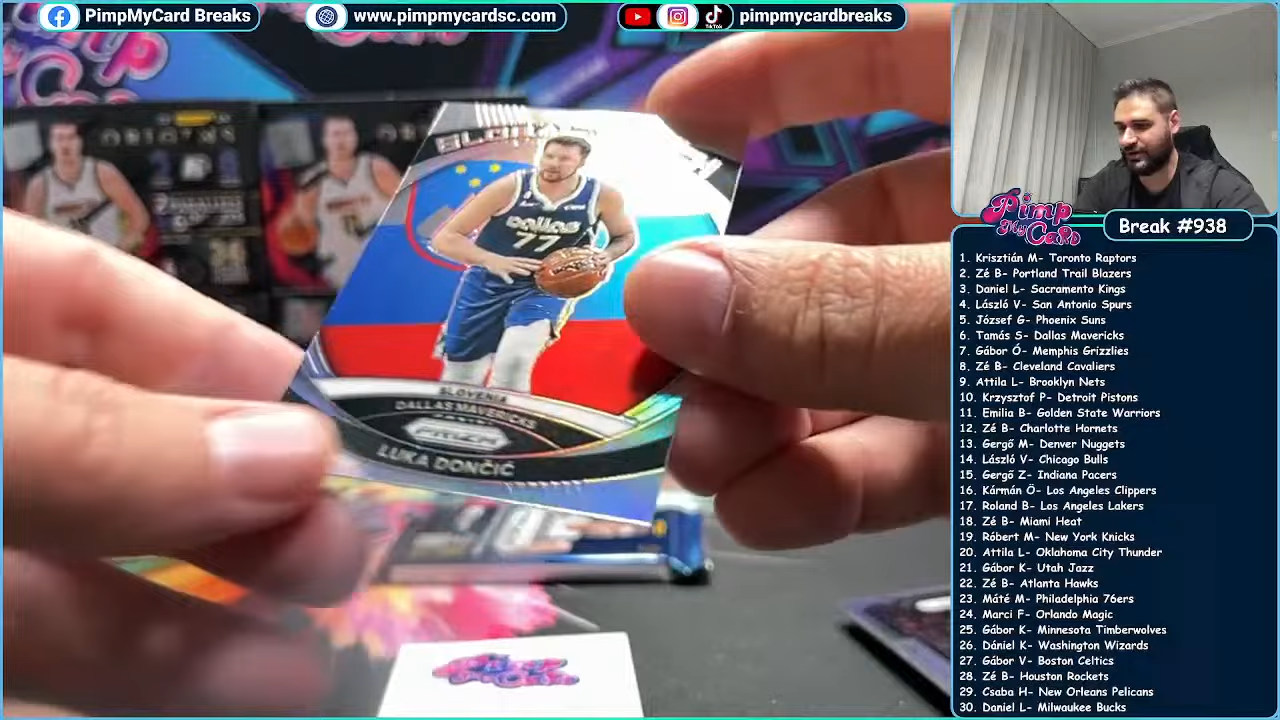 PimpMyCard Breaks
www.pimpmycardsc.com
pimpmycardbreaks
ORIGINS
Dallas
77
SLOVENIA
DALLAS MAVERICKS
PRIZM
LUKA DONČIĆ
Pimp
My Card
Break #938
1. Krisztián M- Toronto Raptors
2. Zé B- Portland Trail Blazers
3. Daniel L- Sacramento Kings
4. László V- San Antonio Spurs
5. József G- Phoenix Suns
6. Tamás S- Dallas Mavericks
7. Gábor Ó- Memphis Grizzlies
8. Zé B- Cleveland Cavaliers
9. Attila L- Brooklyn Nets
10. Krzysztof P- Detroit Pistons
11. Emilia B- Golden State Warriors
12. Zé B- Charlotte Hornets
13. Gergő M- Denver Nuggets
14. László V- Chicago Bulls
15. Gergő Z- Indiana Pacers
16. Kármán Ö- Los Angeles Clippers
17. Roland B- Los Angeles Lakers
18. Zé B- Miami Heat
19. Róbert M- New York Knicks
20. Attila L- Oklahoma City Thunder
21. Gábor K- Utah Jazz
22. Zé B- Atlanta Hawks
23. Máté M- Philadelphia 76ers
24. Marci F- Orlando Magic
25. Gábor K- Minnesota Timberwolves
26. Dániel K- Washington Wizards
27. Gábor V- Boston Celtics
28. Zé B- Houston Rockets
29. Csaba H- New Orleans Pelicans
30. Daniel L- Milwaukee Bucks